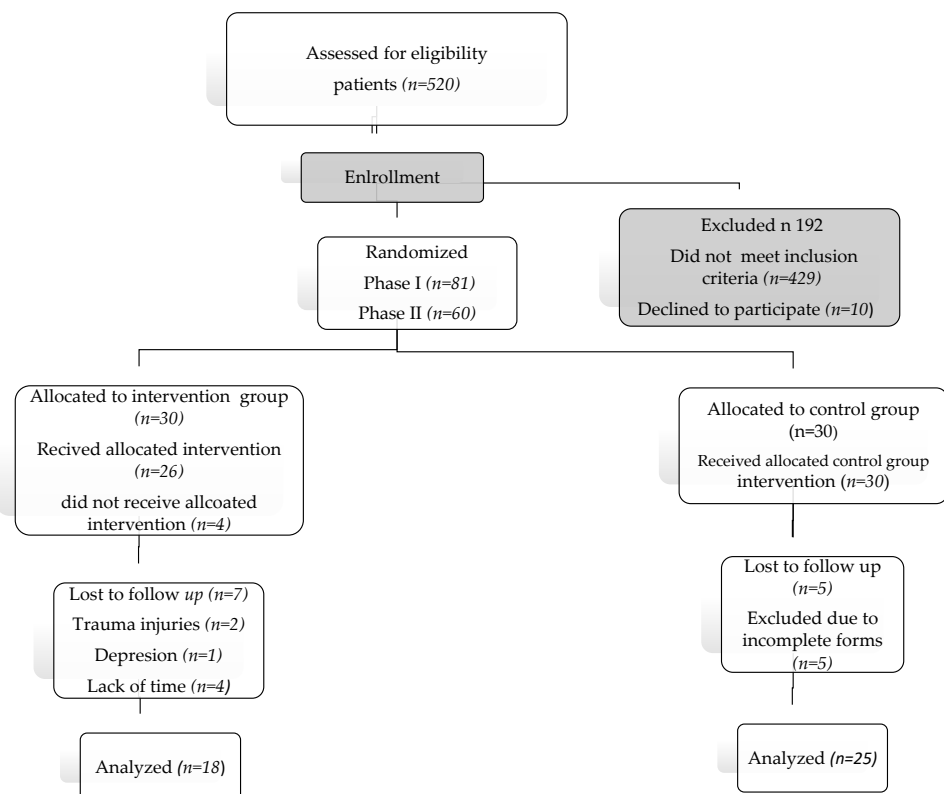 Assessed for eligibility
patients (n=520)
Enlrollment
Excluded n 192
Did not meet inclusion
criteria (n=429)
Declined to participate (n=10)
Randomized
Phase I (n=81)
Phase II (n=60)
Allocated to intervention group
(n=30)
Recived allocated intervention
(n=26)
did not receive allcoated
intervention (n=4)
Allocated to control group
(n=30)
Received allocated control group
intervention (n=30)
Lost to follow up (n=7)
Trauma injuries (n=2)
Depresion (n=1)
Lack of time (n=4)
Lost to follow up
(n=5)
Excluded due to
incomplete forms
(n=5)
Analyzed (n=18)
Analyzed (n=25)